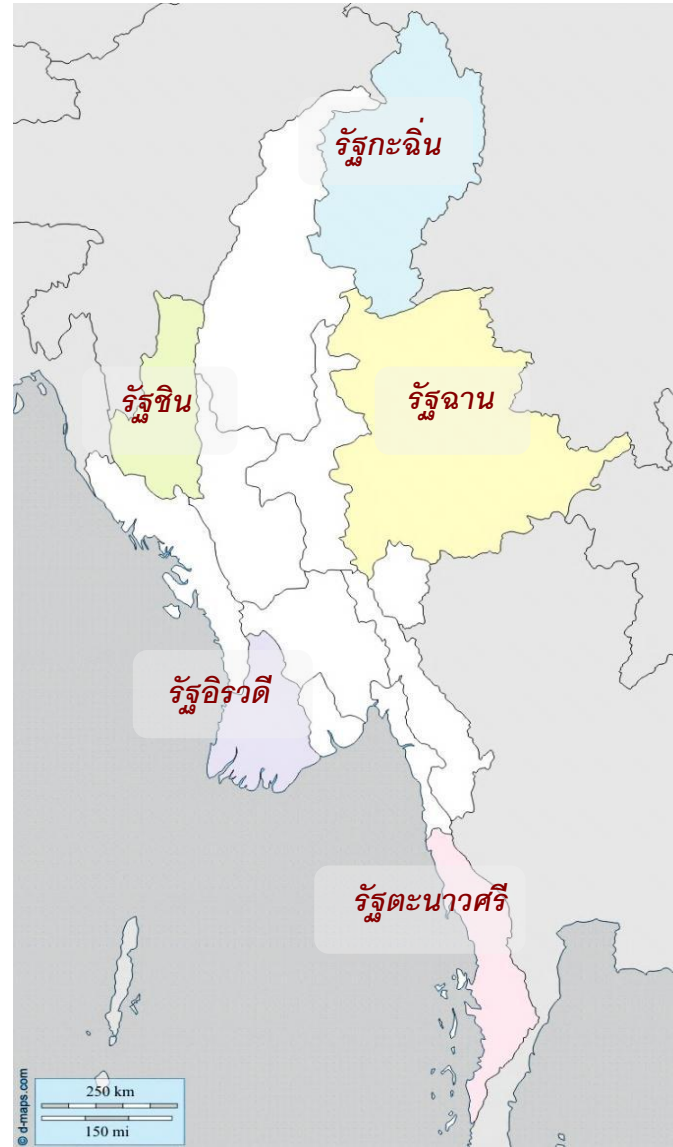 รัฐกะฉิ่น
รัฐชิน
รัฐฉาน
รัฐอิรวดี
รัฐตะนาวศรี
250 km
150 mi
© d-maps.com